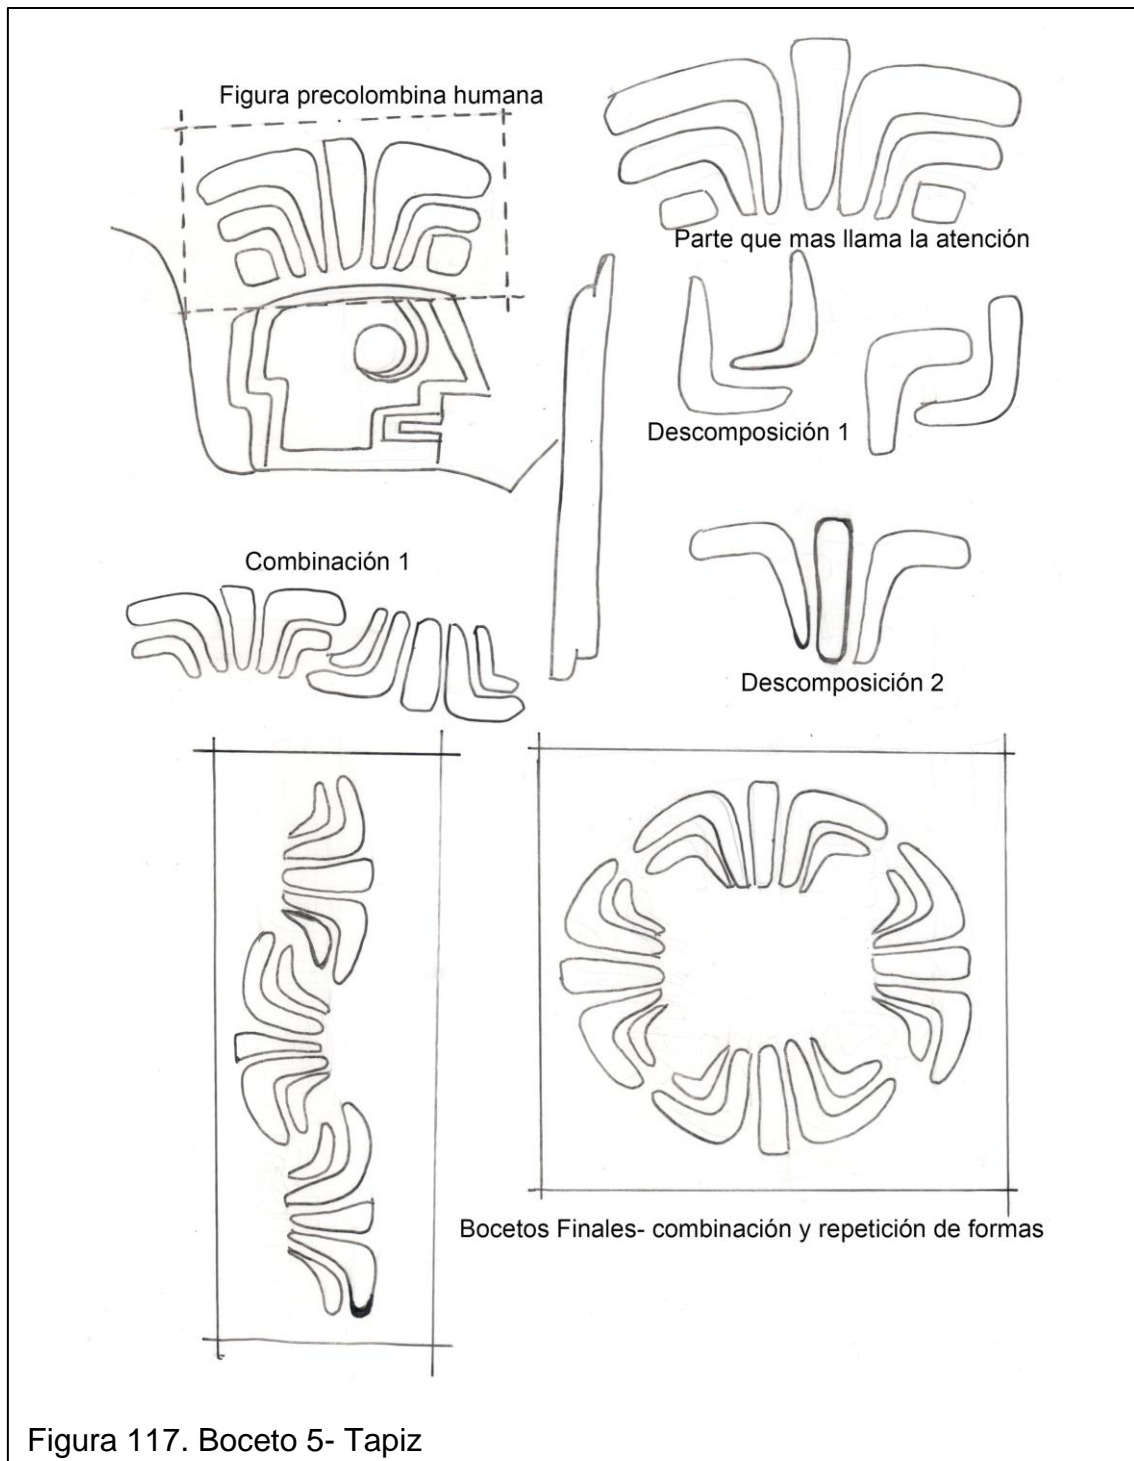 Figura precolombina humana
Parte que mas llama la atención
Descomposición 1
Combinación 1
Descomposición 2
Bocetos Finales- combinación y repetición de formas
Figura 117. Boceto 5- Tapiz